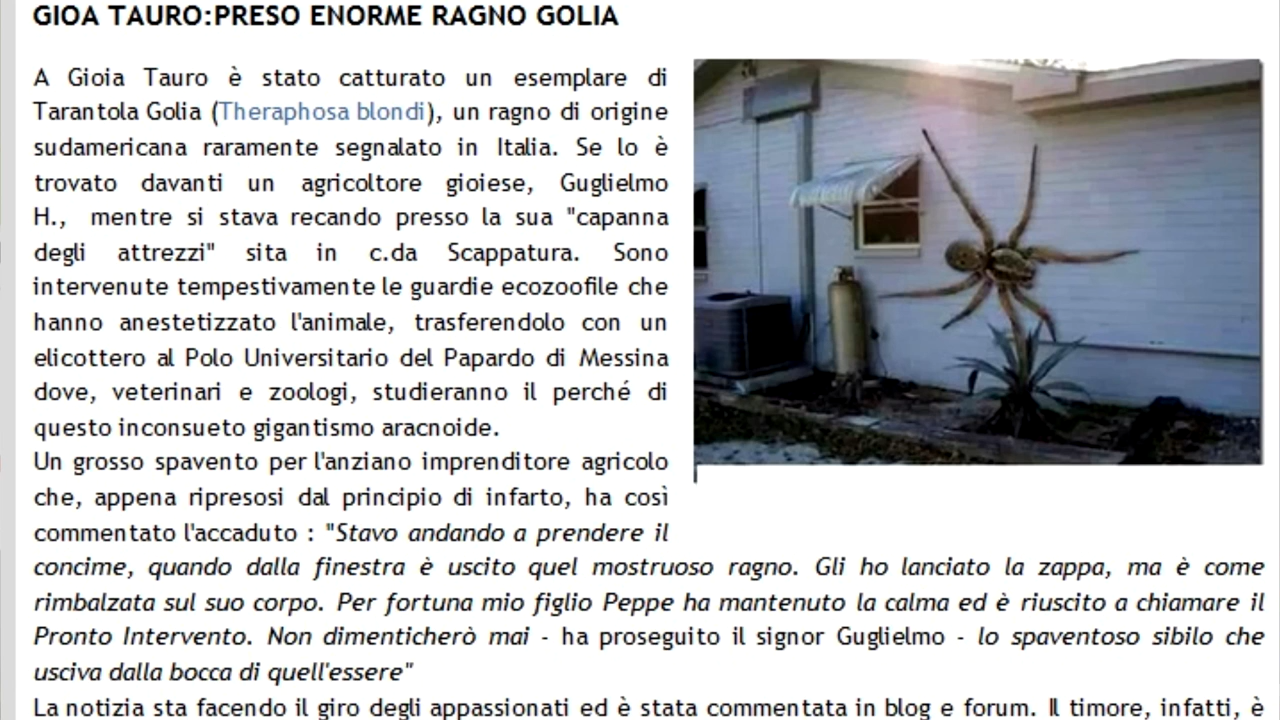 GIOA TAURO:PRESO ENORME RAGNO GOLIA
A Gioia Tauro è stato catturato un esemplare di
Tarantola Golia (Theraphosa blondi), un ragno di origine
sudamericana raramente segnalato in Italia. Se lo è
trovato davanti un agricoltore gioiese, Guglielmo
H., mentre si stava recando presso la sua "capanna
degli attrezzi" sita in c.da Scappatura. Sono
intervenute tempestivamente le guardie ecozoofile che
hanno anestetizzato l'animale, trasferendolo con un
elicottero al Polo Universitario del Papardo di Messina
dove, veterinari e zoologi, studieranno il perché di
questo inconsueto gigantismo aracnoide.
Un grosso spavento per l'anziano imprenditore agricolo
che, appena ripresosi dal principio di infarto, ha così
commentato l'accaduto : "Stavo andando a prendere il
concime, quando dalla finestra è uscito quel mostruoso ragno. Gli ho lanciato la zappa, ma è come
rimbalzata sul suo corpo. Per fortuna mio figlio Peppe ha mantenuto la calma ed è riuscito a chiamare il
Pronto Intervento. Non dimenticherò mai - ha proseguito il signor Guglielmo - lo spaventoso sibilo che
usciva dalla bocca di quell'essere"
La notizia sta facendo il giro degli appassionati ed è stata commentata in blog e forum. Il timore, infatti, è